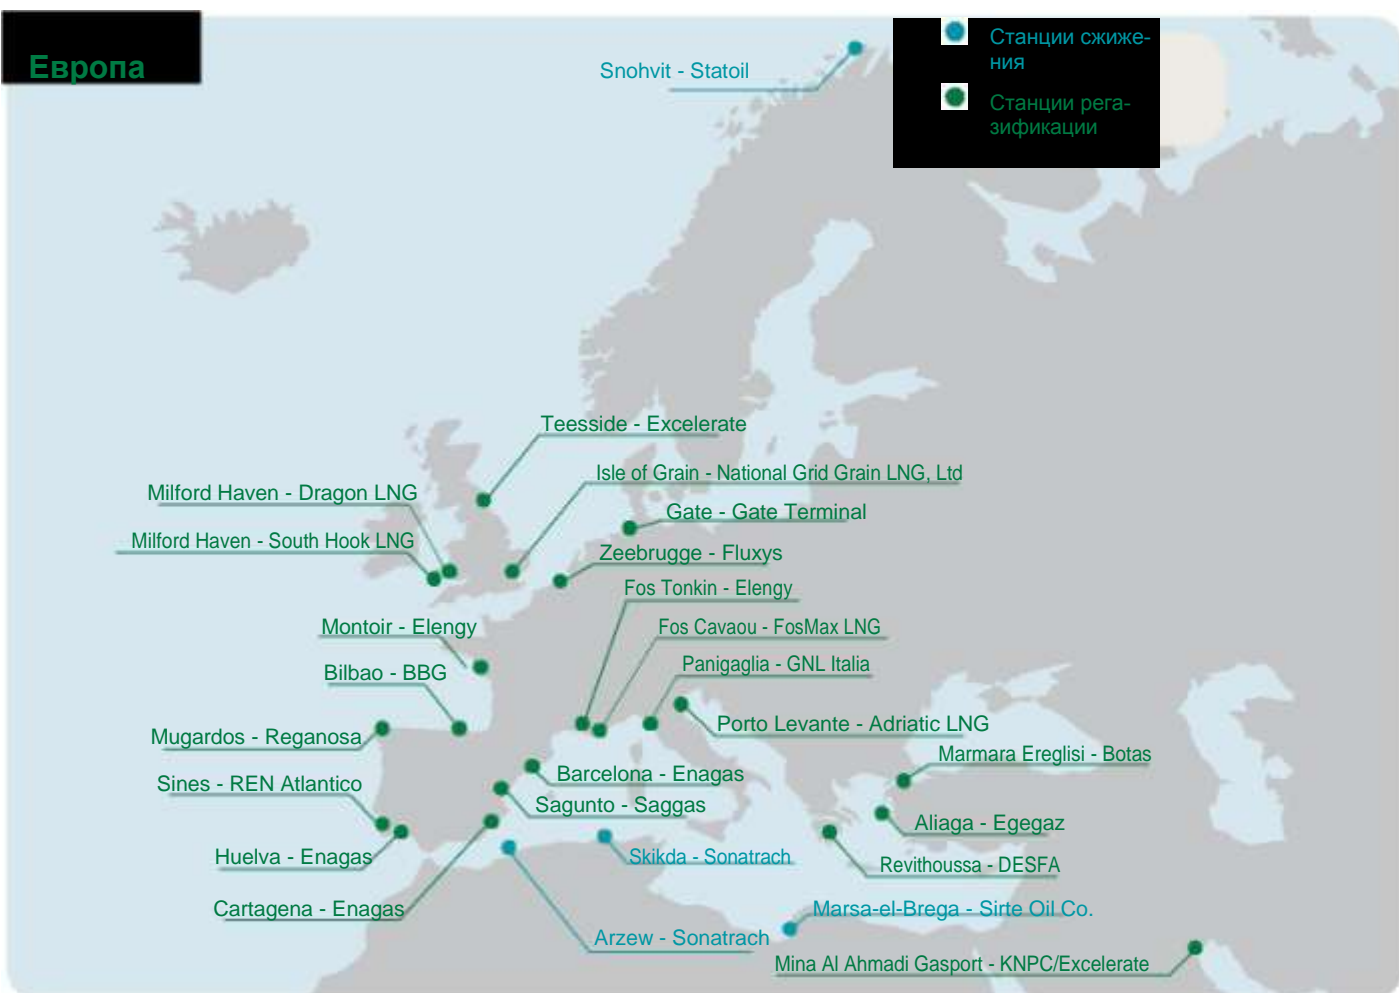 Европа
Станции сжиже-
ния
Станции рега-
зификации
Snohvit - Statoil
Teesside - Excelerate
Isle of Grain - National Grid Grain LNG, Ltd
Milford Haven - Dragon LNG
Gate - Gate Terminal
Milford Haven - South Hook LNG
Zeebrugge - Fluxys
Fos Tonkin - Elengy
Montoir - Elengy
Fos Cavaou - FosMax LNG
Bilbao - BBG
Panigaglia - GNL Italia
Mugardos - Reganosa
Porto Levante - Adriatic LNG
Marmara Ereglisi - Botas
Sines - REN Atlantico
Barcelona - Enagas
Sagunto - Saggas
Aliaga - Egegaz
Huelva - Enagas
Skikda - Sonatrach
Revithoussa - DESFA
Cartagena - Enagas
Marsa-el-Brega - Sirte Oil Co.
Arzew - Sonatrach
Mina Al Ahmadi Gasport - KNPC/Excelerate